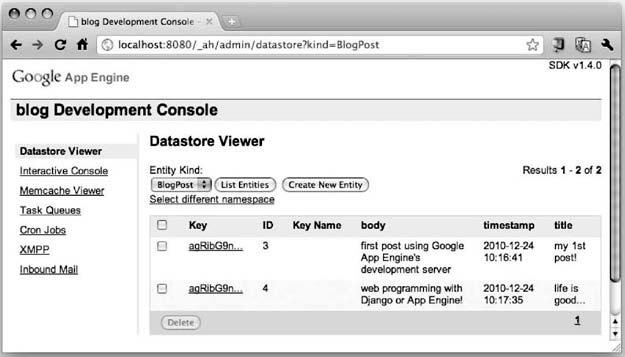 blog Development Console -
localhost:8080/_ah/admin/datastore?kind=BlogPost
SDK v1.4.0
Google App Engine
blog Development Console
Datastore Viewer
Interactive Console
Memcache Viewer
Task Queues
Cron Jobs
XMPP
Inbound Mail
Datastore Viewer
Entity Kind:
Results 1 - 2 of 2
BlogPost List Entities Create New Entity
Select different namespace
Key ID Key Name body timestamp title
agRibG9n... 3 first post using Google 2010-12-24 my 1st
App Engine's 10:16:41 post!
development server
agRibG9n... 4 web programming with 2010-12-24 life is
Django or App Engine! 10:17:35 good...
Delete 1